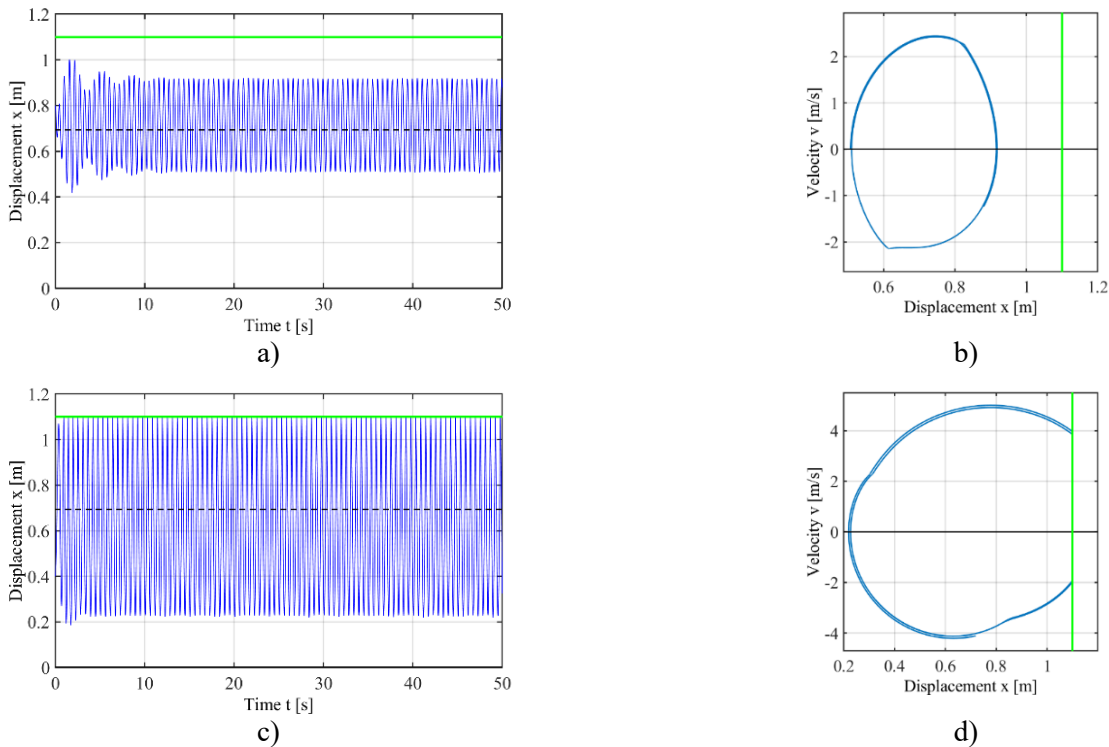 1.2
1
0.8
0.6
0.4
0.2
0
Displacement x [m]
0 10 20 30 40 50
Time t [s]
a)
2
1
0
-1
-2
Velocity v [m/s]
0.6 0.8 1 1.2
Displacement x [m]
b)
1.2
1
0.8
0.6
0.4
0.2
0
Displacement x [m]
0 10 20 30 40 50
Time t [s]
c)
4
2
0
-2
-4
Velocity v [m/s]
0.2 0.4 0.6 0.8 1
Displacement x [m]
d)